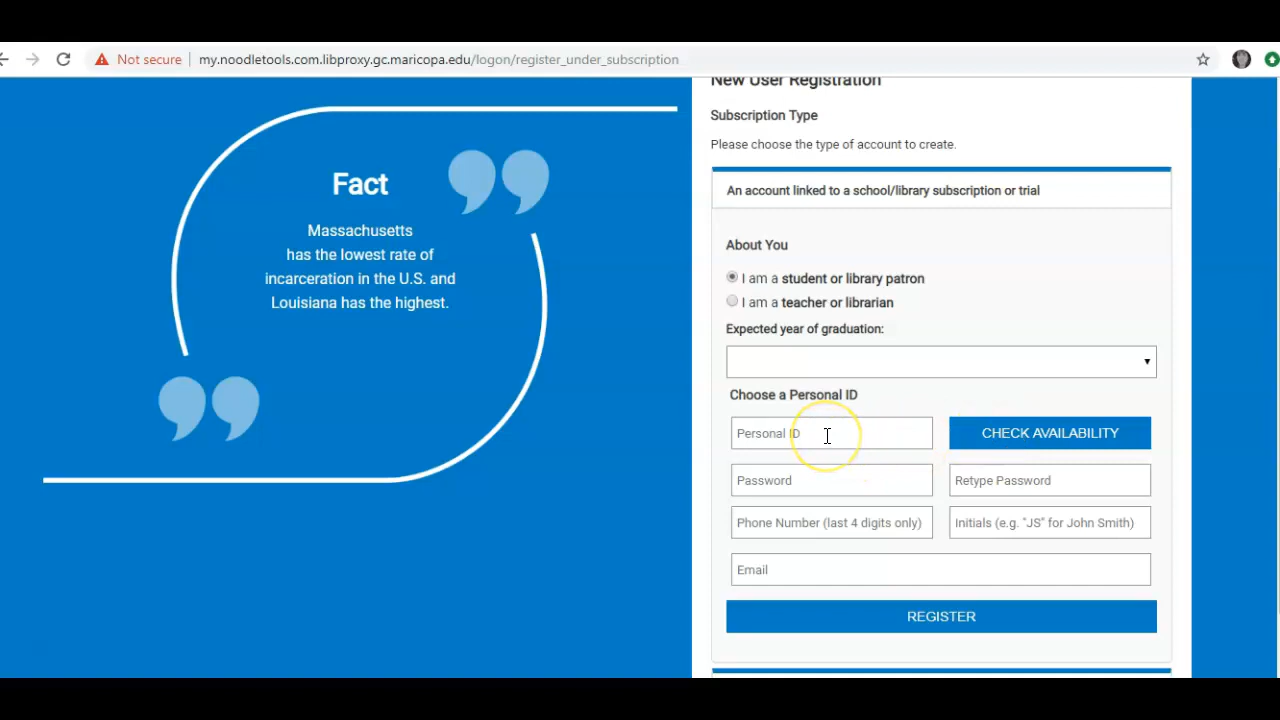 Not secure
my.noodletools.com.libproxy.gc.maricopa.edu/logon/register_under_subscription
Fact
Massachusetts
has the lowest rate of
incarceration in the U.S. and
Louisiana has the highest.
New User Registration
Subscription Type
Please choose the type of account to create.
An account linked to a school/library subscription or trial
About You
I am a student or library patron
I am a teacher or librarian
Expected year of graduation:
Choose a Personal ID
Personal ID
CHECK AVAILABILITY
Password
Retype Password
Phone Number (last 4 digits only)
Initials (e.g. "JS" for John Smith)
Email
REGISTER